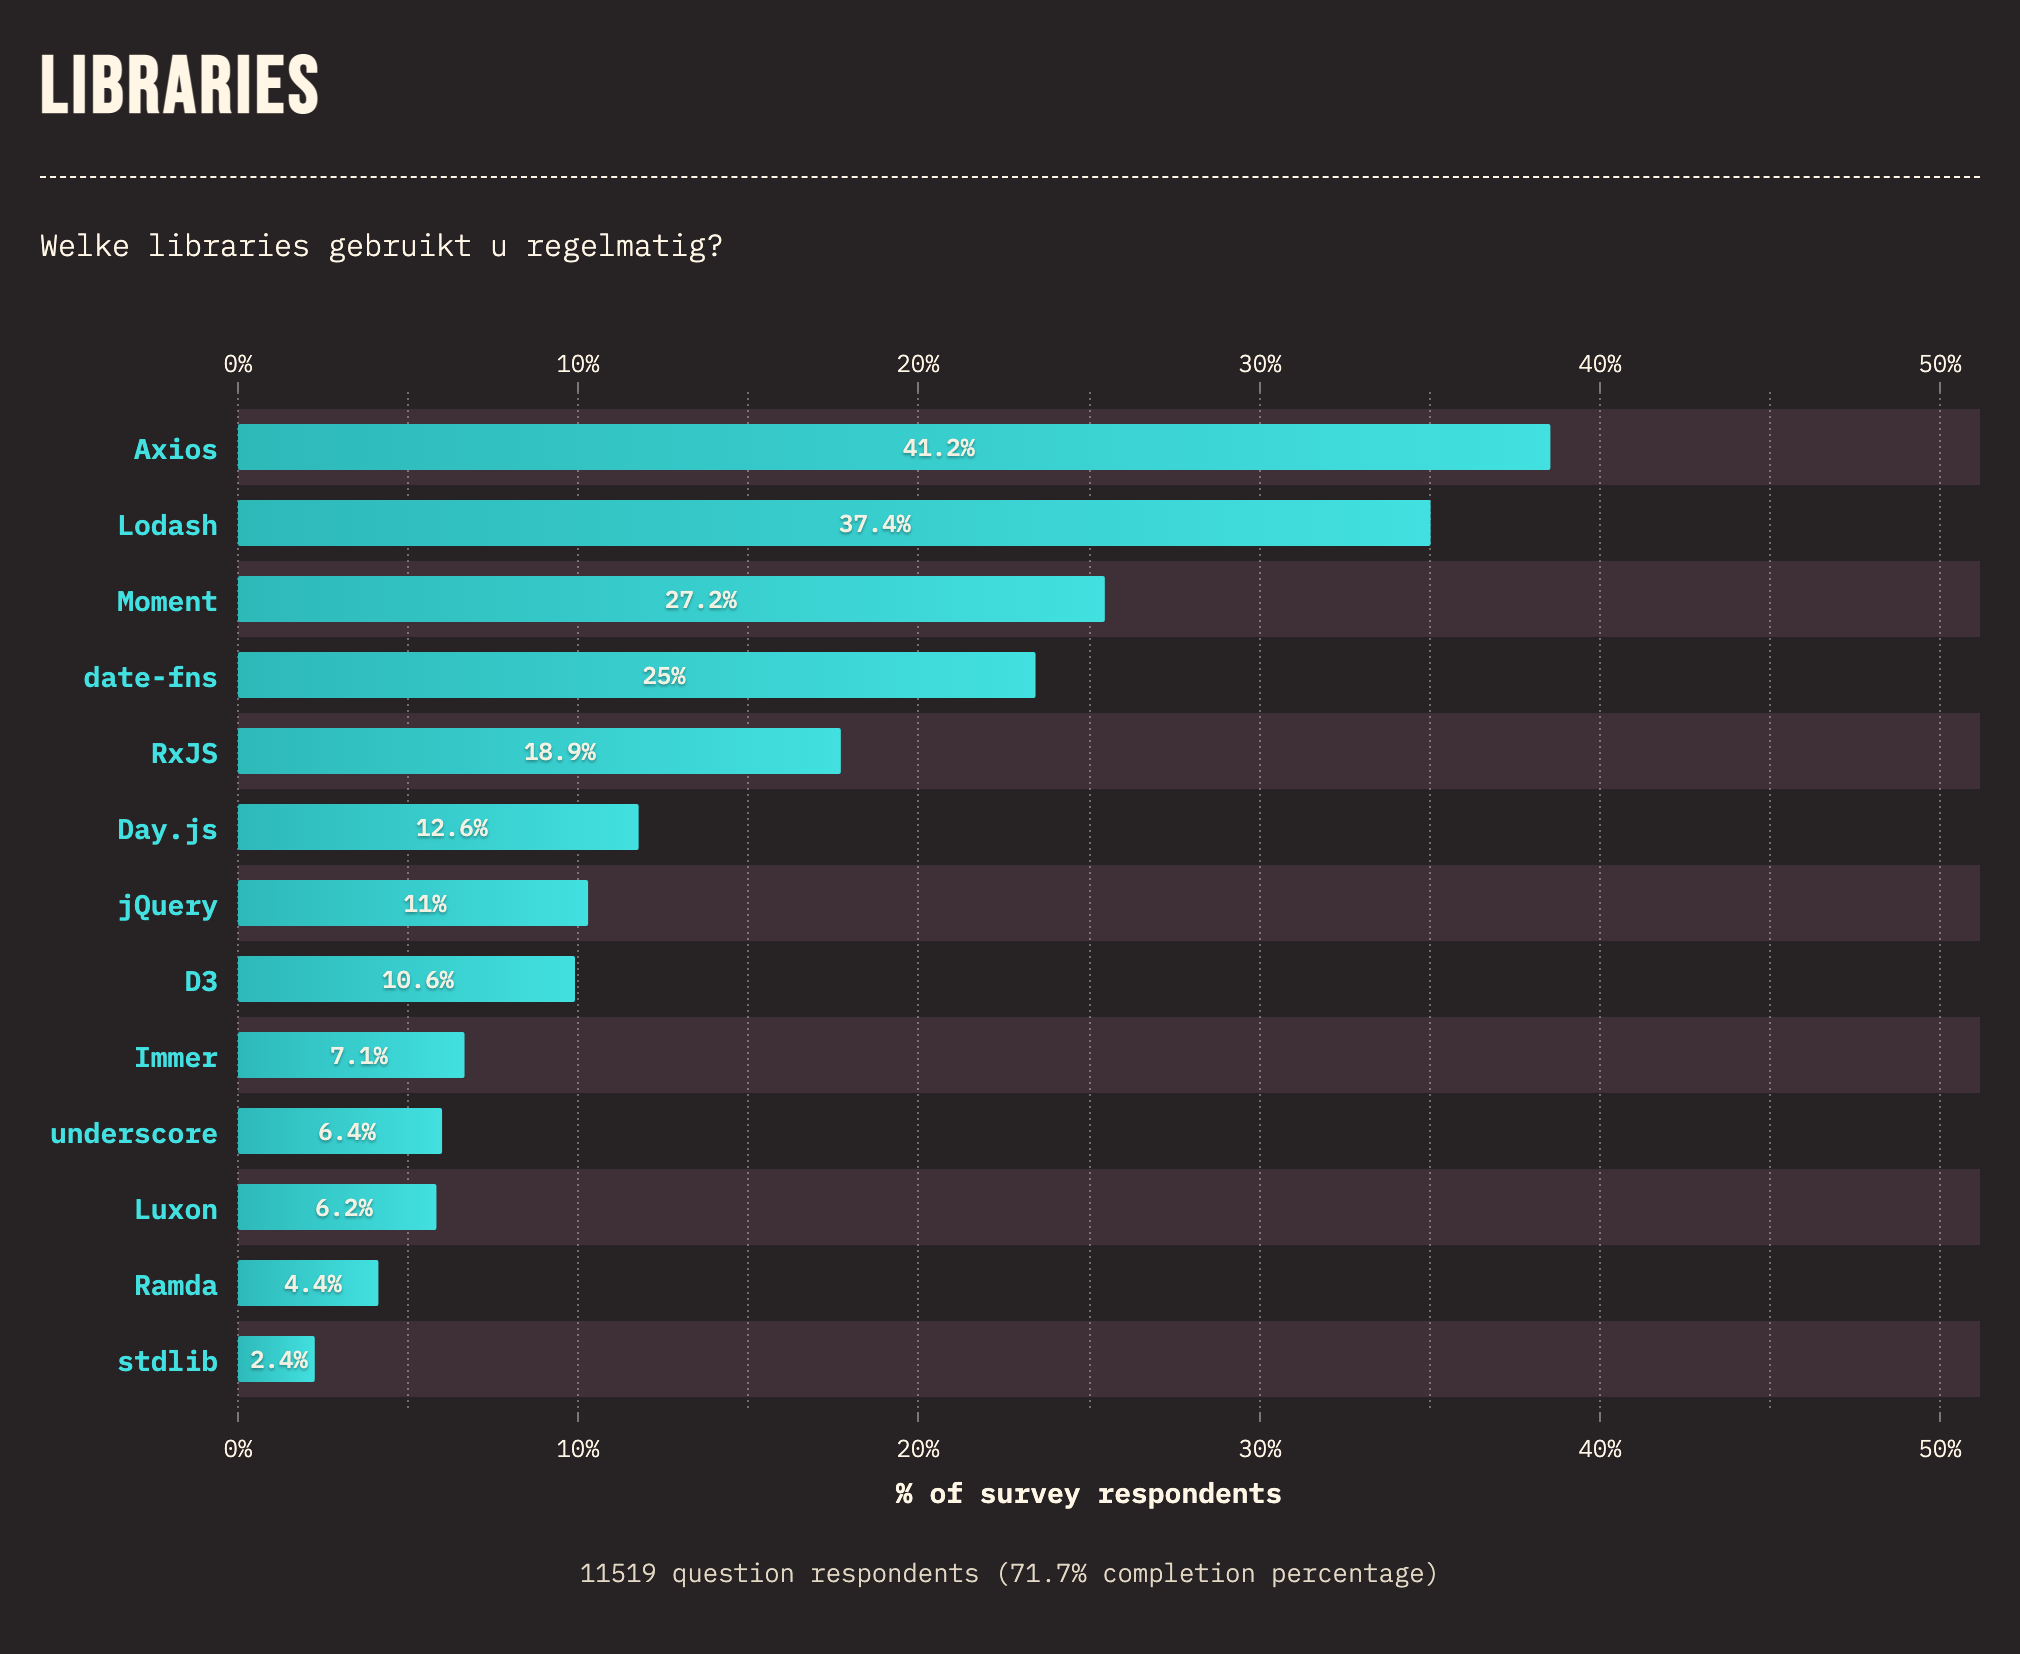 LIBRARIES
Welke libraries gebruikt u regelmatig?
0% 10% 20% 30% 40% 50%
Axios 41.2%
Lodash 37.4%
Moment 27.2%
date-fns 25%
RxJS 18.9%
Day.js 12.6%
jQuery 11%
D3 10.6%
Immer 7.1%
underscore 6.4%
Luxon 6.2%
Ramda 4.4%
stdlib 2.4%
0% 10% 20% 30% 40% 50%
% of survey respondents
11519 question respondents (71.7% completion percentage)